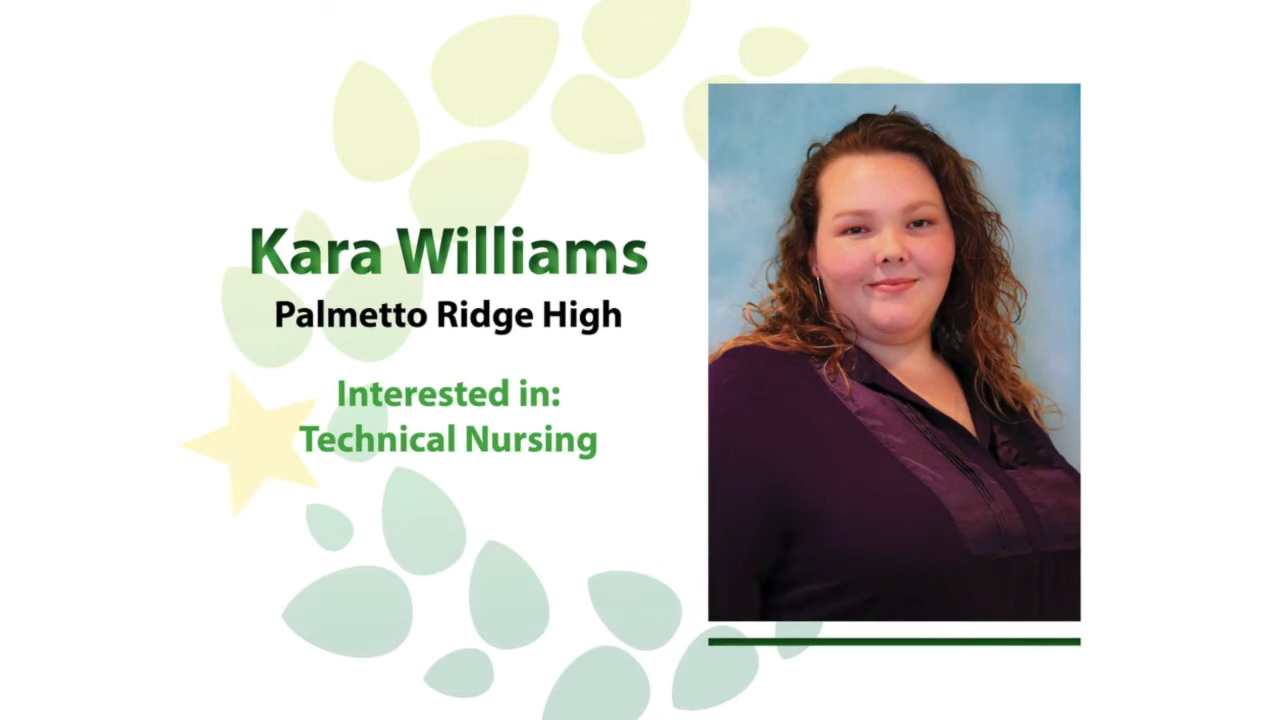 Kara Williams
Palmetto Ridge High
Interested in:
Technical Nursing